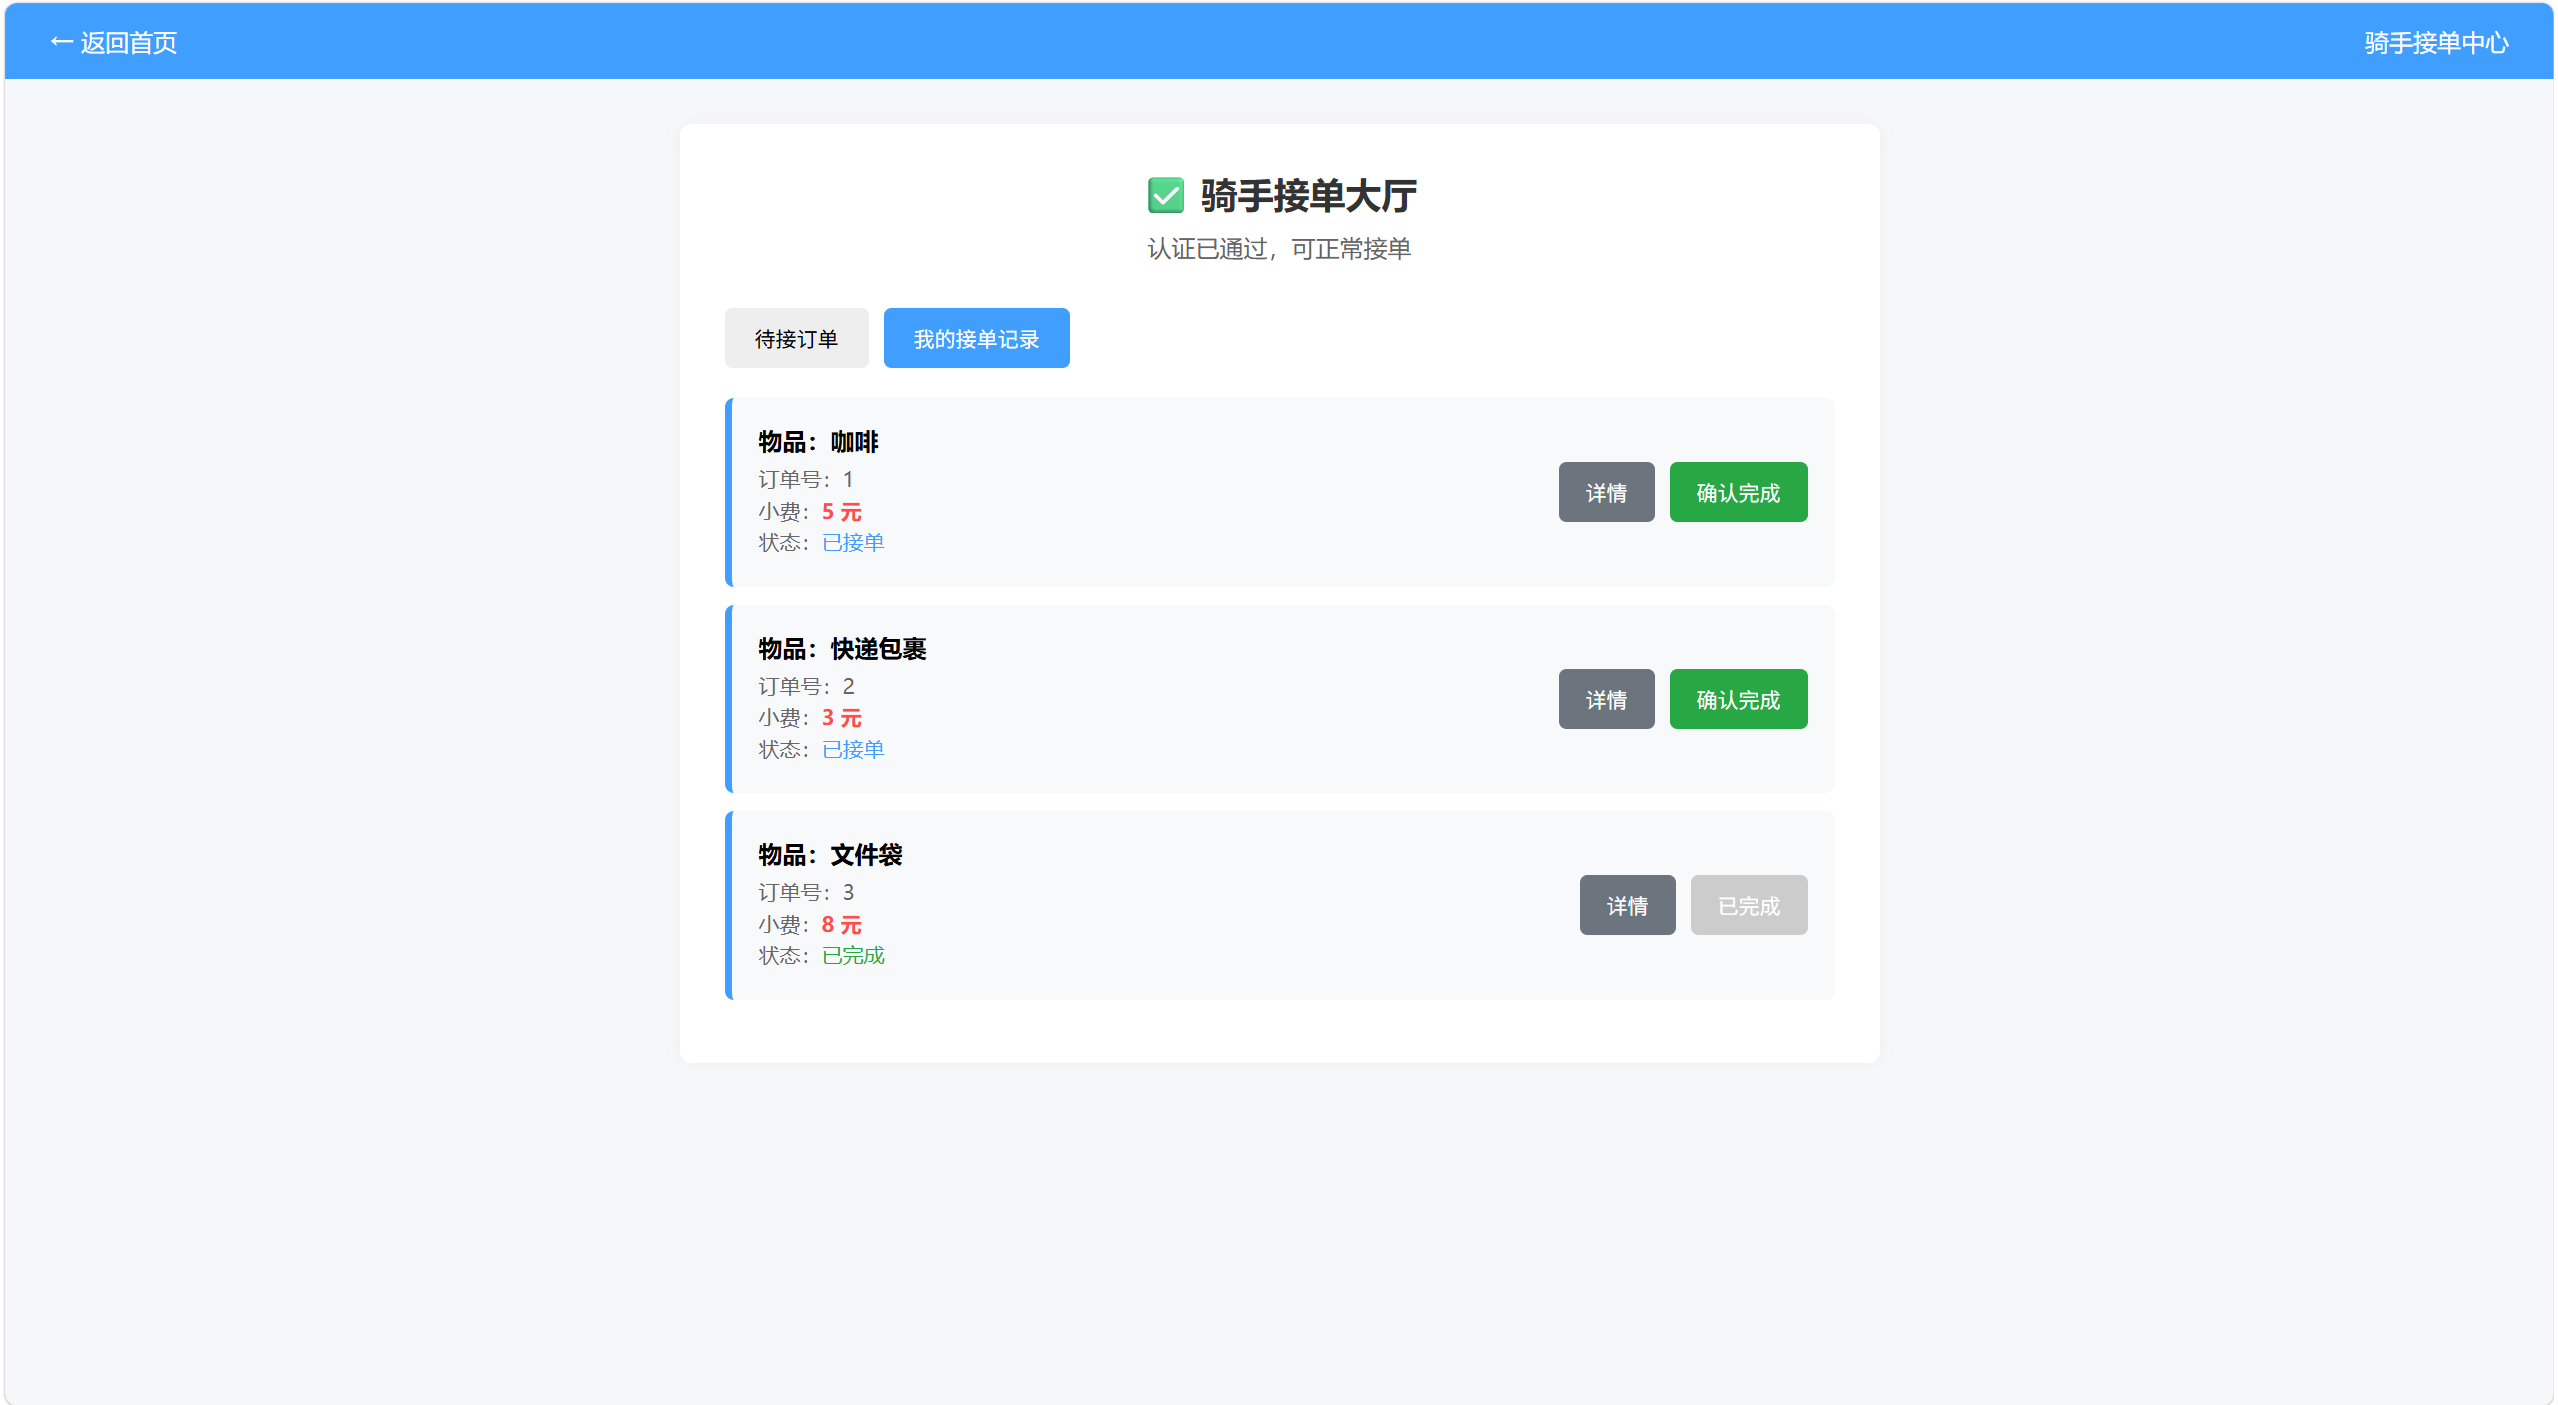 ← 返回首页
骑手接单中心
✅ 骑手接单大厅
认证已通过，可正常接单
待接订单
我的接单记录
物品：咖啡
订单号：1
小费：5 元
状态：已接单
详情
确认完成
物品：快递包裹
订单号：2
小费：3 元
状态：已接单
详情
确认完成
物品：文件袋
订单号：3
小费：8 元
状态：已完成
详情
已完成